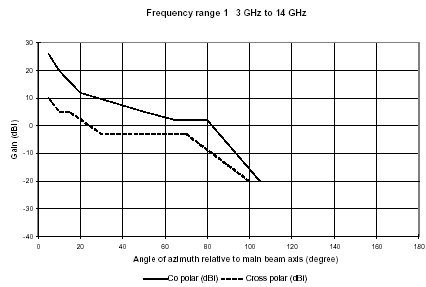 Frequency range 1 3 GHz to 14 GHz
30
20
10
0
-10
-20
-30
-40
Gain (dBi)
0 20 40 60 80 100 120 140 160 180
Angle of azimuth relative to main beam axis (degree)
Co polar (dBi) Cross polar (dBi)